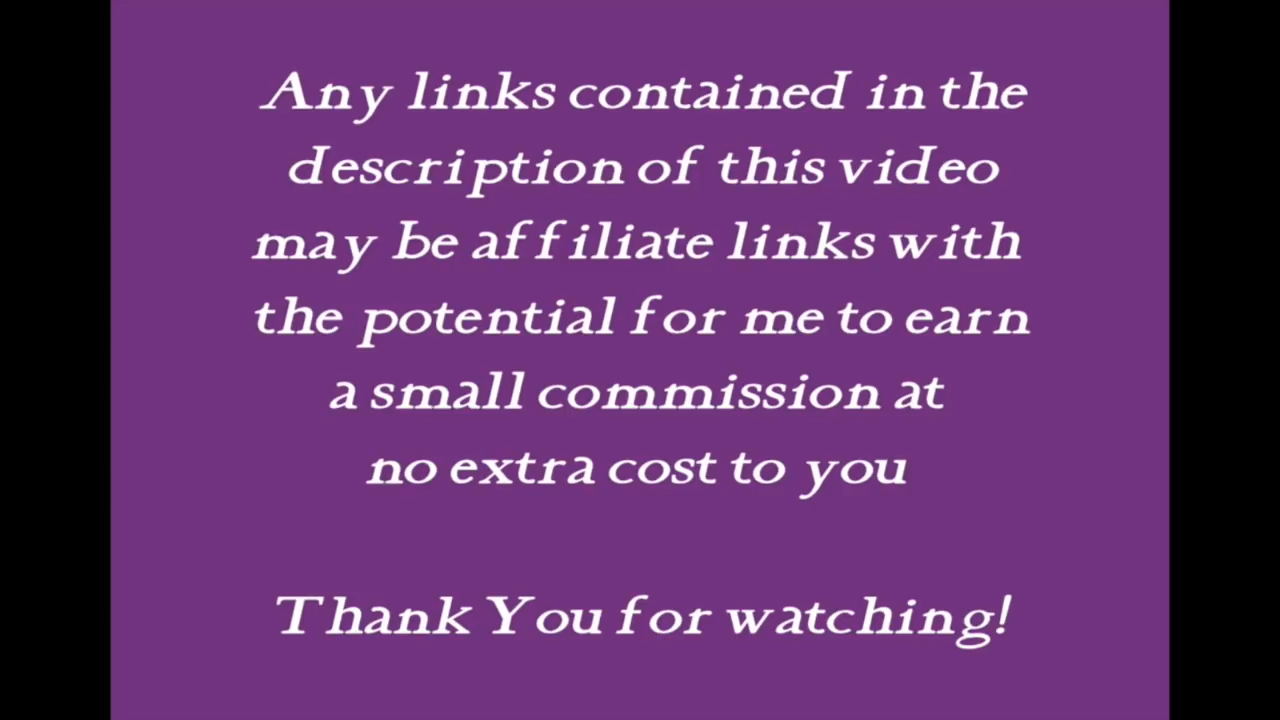 Any links contained in the
description of this video
may be affiliate links with
the potential for me to earn
a small commission at
no extra cost to you
Thank You for watching!